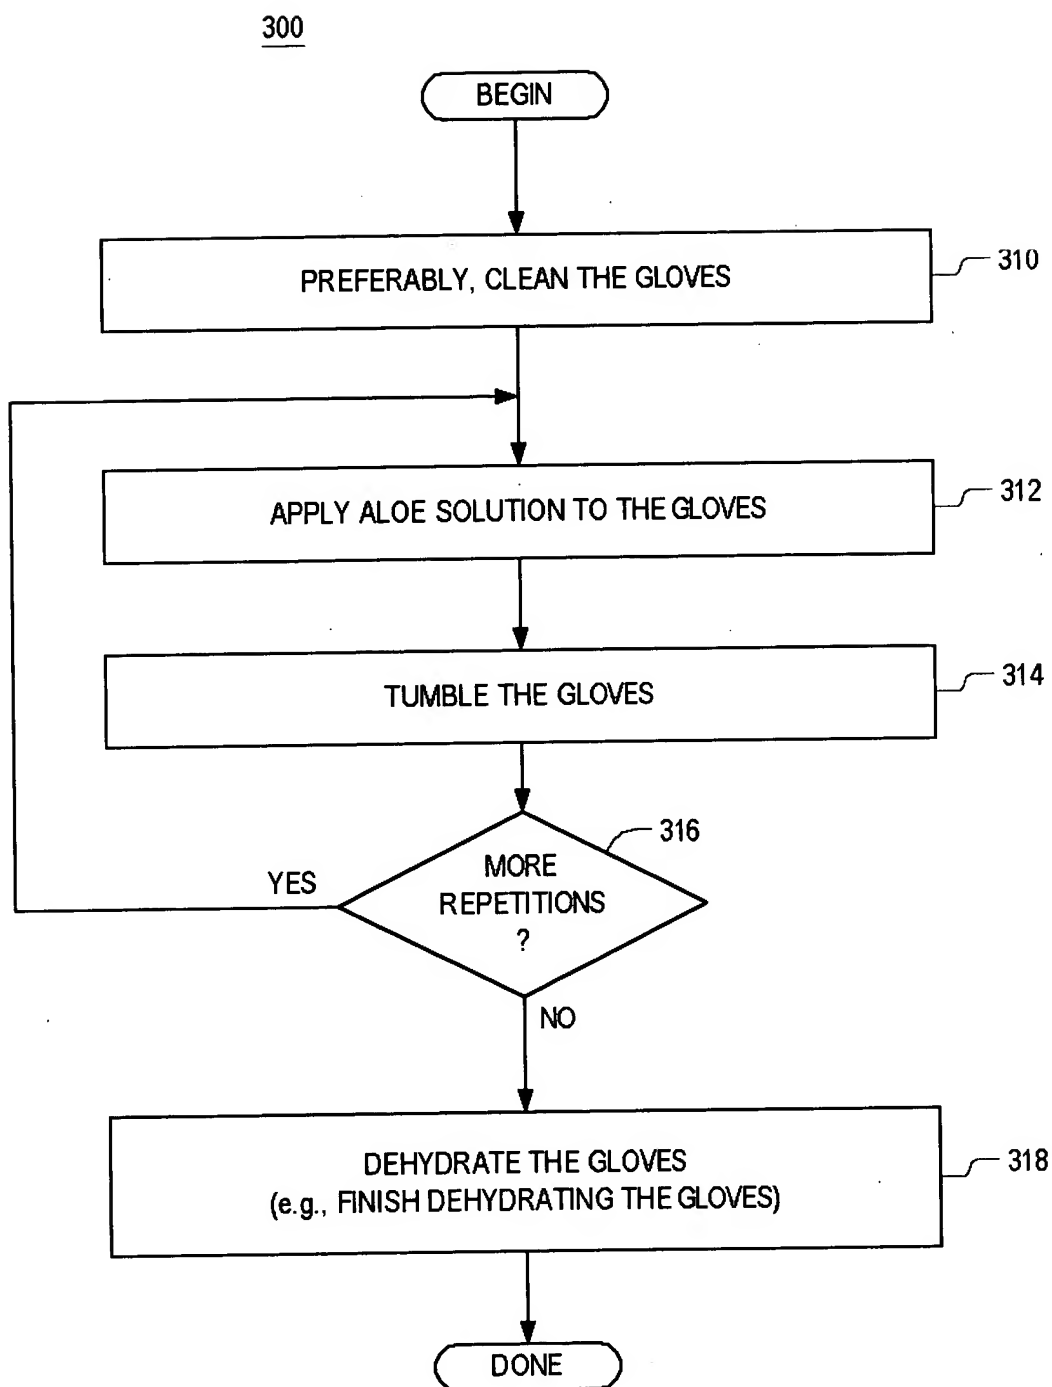 300
BEGIN
PREFERABLY, CLEAN THE GLOVES
310
APPLY ALOE SOLUTION TO THE GLOVES
312
TUMBLE THE GLOVES
314
316
MORE
REPETITIONS
?
YES
NO
DEHYDRATE THE GLOVES
(e.g., FINISH DEHYDRATING THE GLOVES)
318
DONE